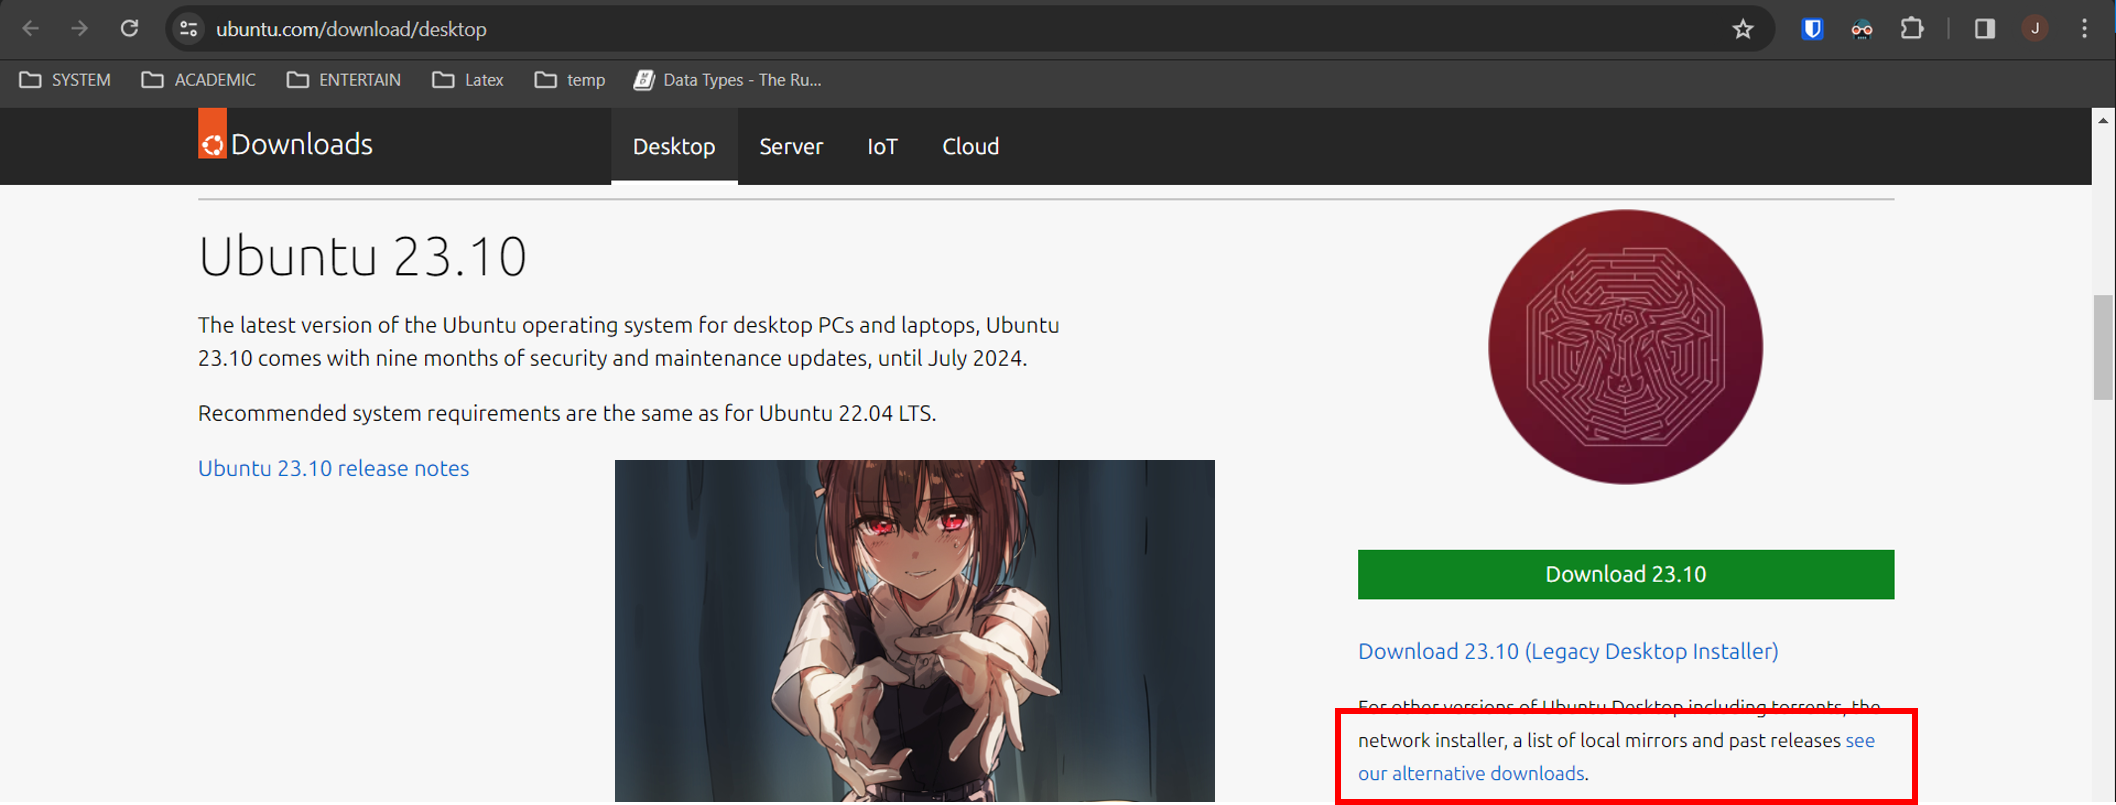 ubuntu.com/download/desktop
J
SYSTEM
ACADEMIC
ENTERTAIN
Latex
temp
Data Types - The Ru...
Downloads
Desktop
Server
IoT
Cloud
Ubuntu 23.10
The latest version of the Ubuntu operating system for desktop PCs and laptops, Ubuntu
23.10 comes with nine months of security and maintenance updates, until July 2024.
Recommended system requirements are the same as for Ubuntu 22.04 LTS.
Ubuntu 23.10 release notes
Download 23.10
Download 23.10 (Legacy Desktop Installer)
For other versions of Ubuntu Desktop including torrents, the
network installer, a list of local mirrors and past releases see
our alternative downloads.